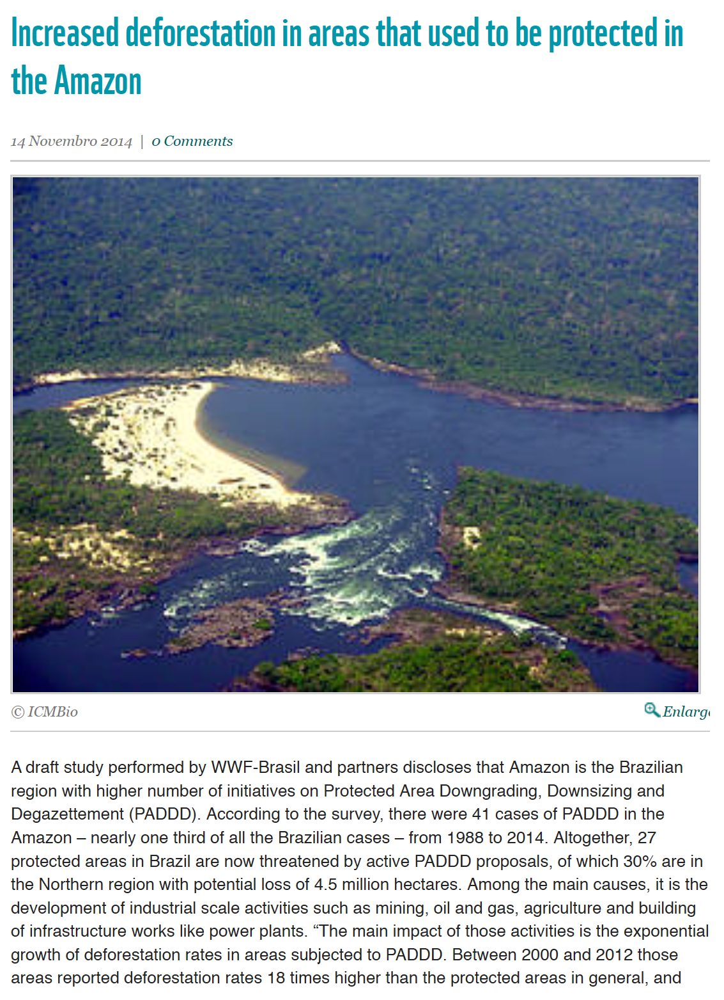 Increased deforestation in areas that used to be protected in
the Amazon
14 Novembro 2014 | 0 Comments
© ICMBio
Enlarge
A draft study performed by WWF-Brasil and partners discloses that Amazon is the Brazilian
region with higher number of initiatives on Protected Area Downgrading, Downsizing and
Degazettement (PADDD). According to the survey, there were 41 cases of PADDD in the
Amazon – nearly one third of all the Brazilian cases – from 1988 to 2014. Altogether, 27
protected areas in Brazil are now threatened by active PADDD proposals, of which 30% are in
the Northern region with potential loss of 4.5 million hectares. Among the main causes, it is the
development of industrial scale activities such as mining, oil and gas, agriculture and building
of infrastructure works like power plants. “The main impact of those activities is the exponential
growth of deforestation rates in areas subjected to PADDD. Between 2000 and 2012 those
areas reported deforestation rates 18 times higher than the protected areas in general, and